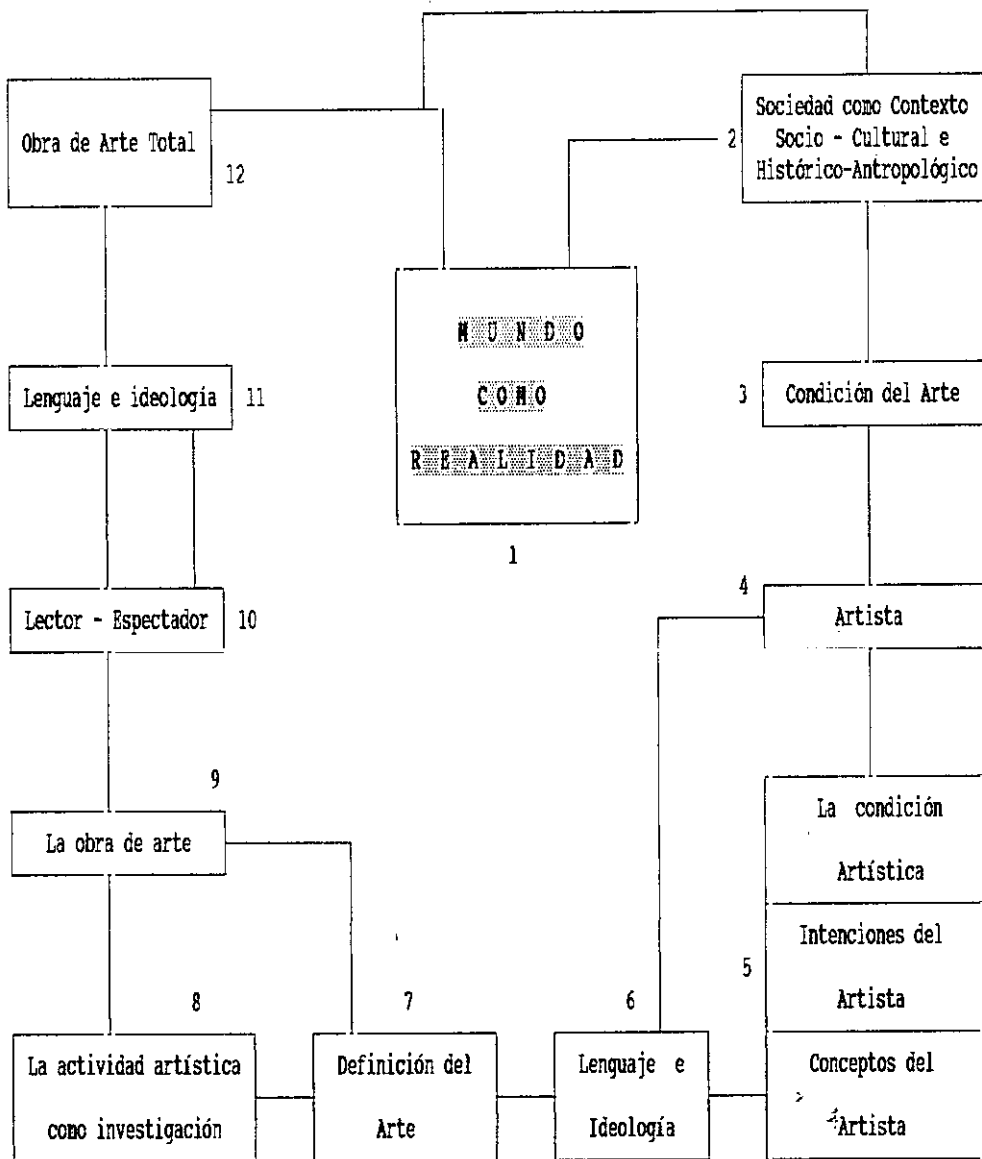 M U N D O
COMO
R E A L I D A D
1
Sociedad como Contexto
Socio - Cultural e
Histórico-Antropológico
2
Condición del Arte
3
Artista
4
La condición
Artística
Intenciones del
Artista
Conceptos del
Artista
5
Lenguaje e
Ideología
6
Definición del
Arte
7
La actividad artística
como investigación
8
La obra de arte
9
Lector - Espectador
10
Lenguaje e ideología
11
Obra de Arte Total
12